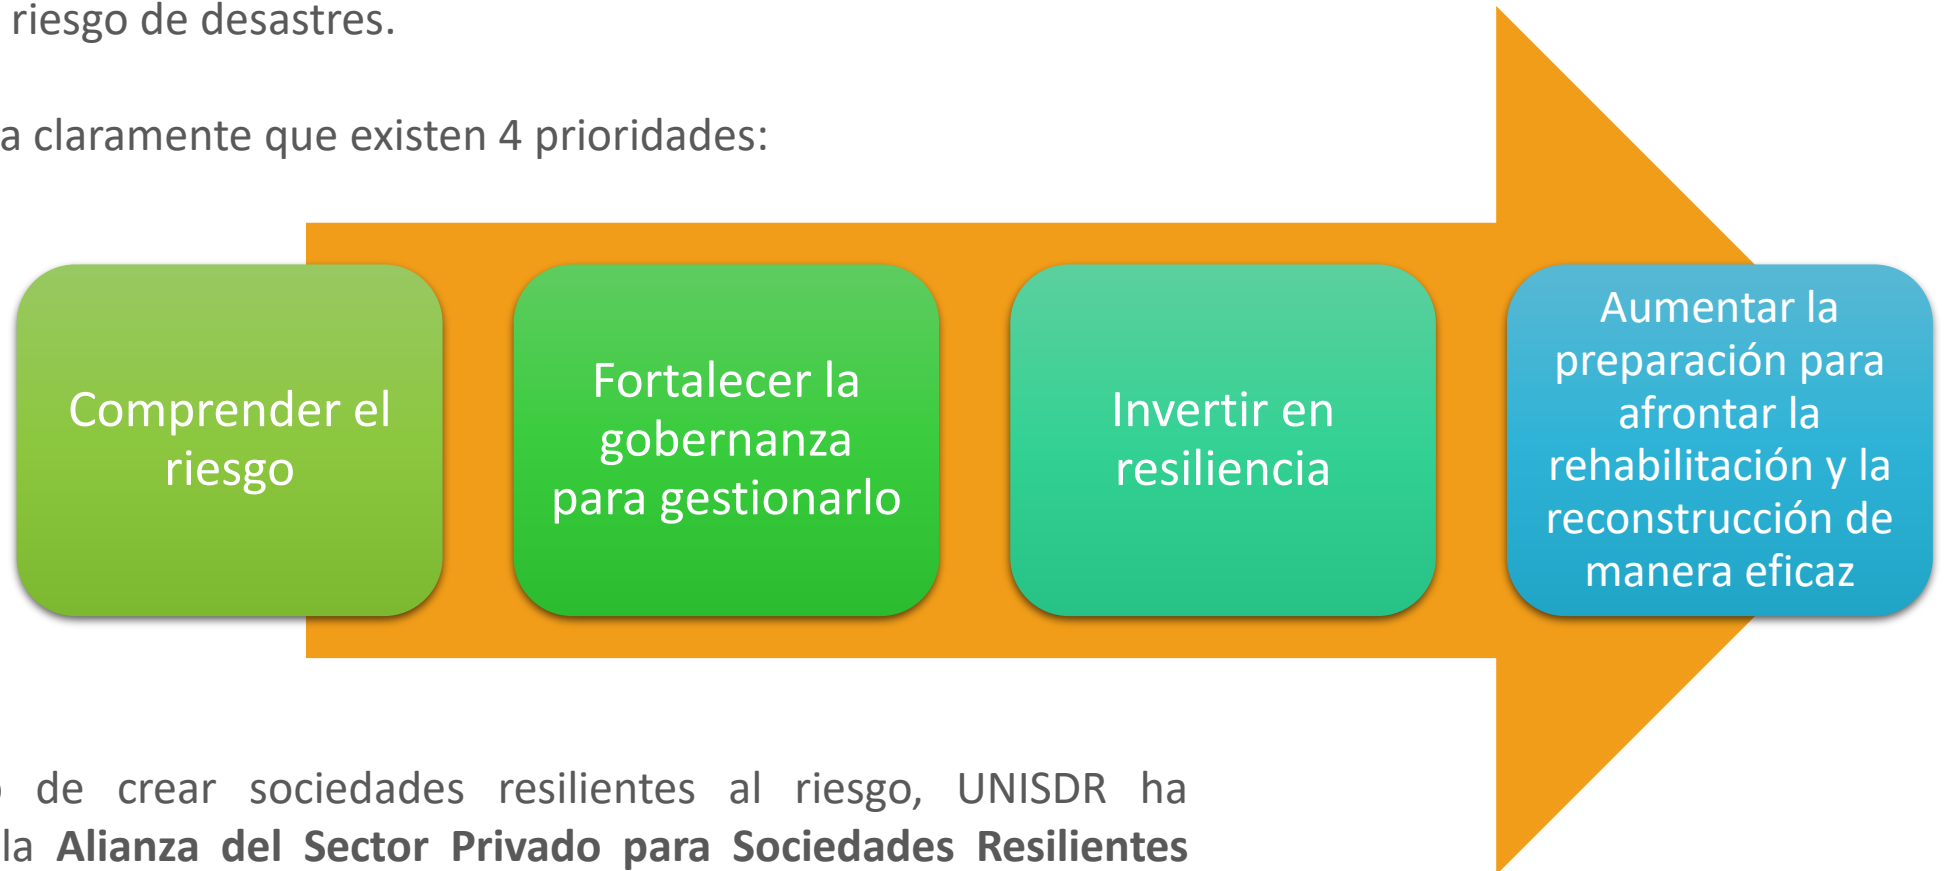 riesgo de desastres.
a claramente que existen 4 prioridades:
Comprender el
riesgo
Fortalecer la
gobernanza
para gestionarlo
Invertir en
resiliencia
Aumentar la
preparación para
afrontar la
rehabilitación y la
reconstrucción de
manera eficaz
de crear sociedades resilientes al riesgo, UNISDR ha
la Alianza del Sector Privado para Sociedades Resilientes